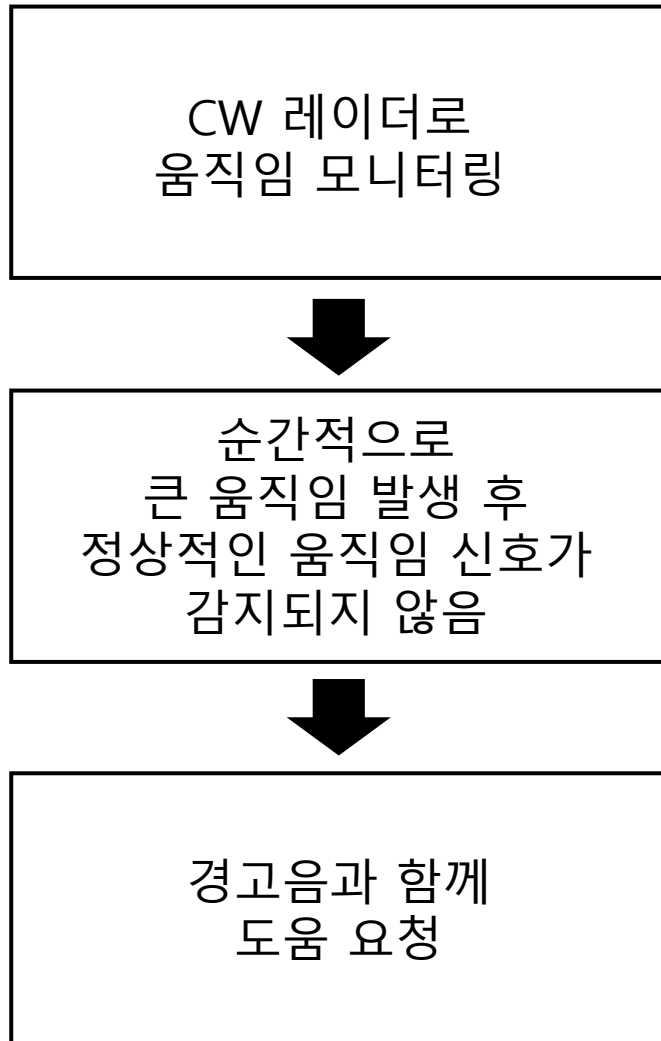 CW 레이더로
움직임 모니터링
순간적으로
큰 움직임 발생 후
정상적인 움직임 신호가
감지되지 않음
경고음과 함께
도움 요청